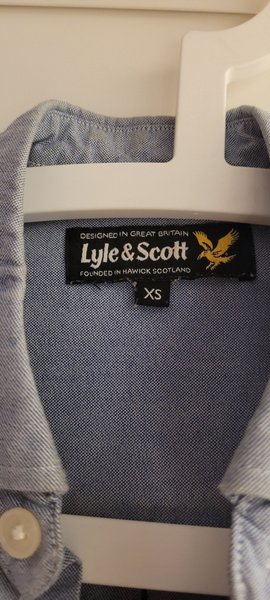 DESIGNED IN GREAT BRITAIN
Lyle & Scott
FOUNDED IN HAWICK SCOTLAND
XS